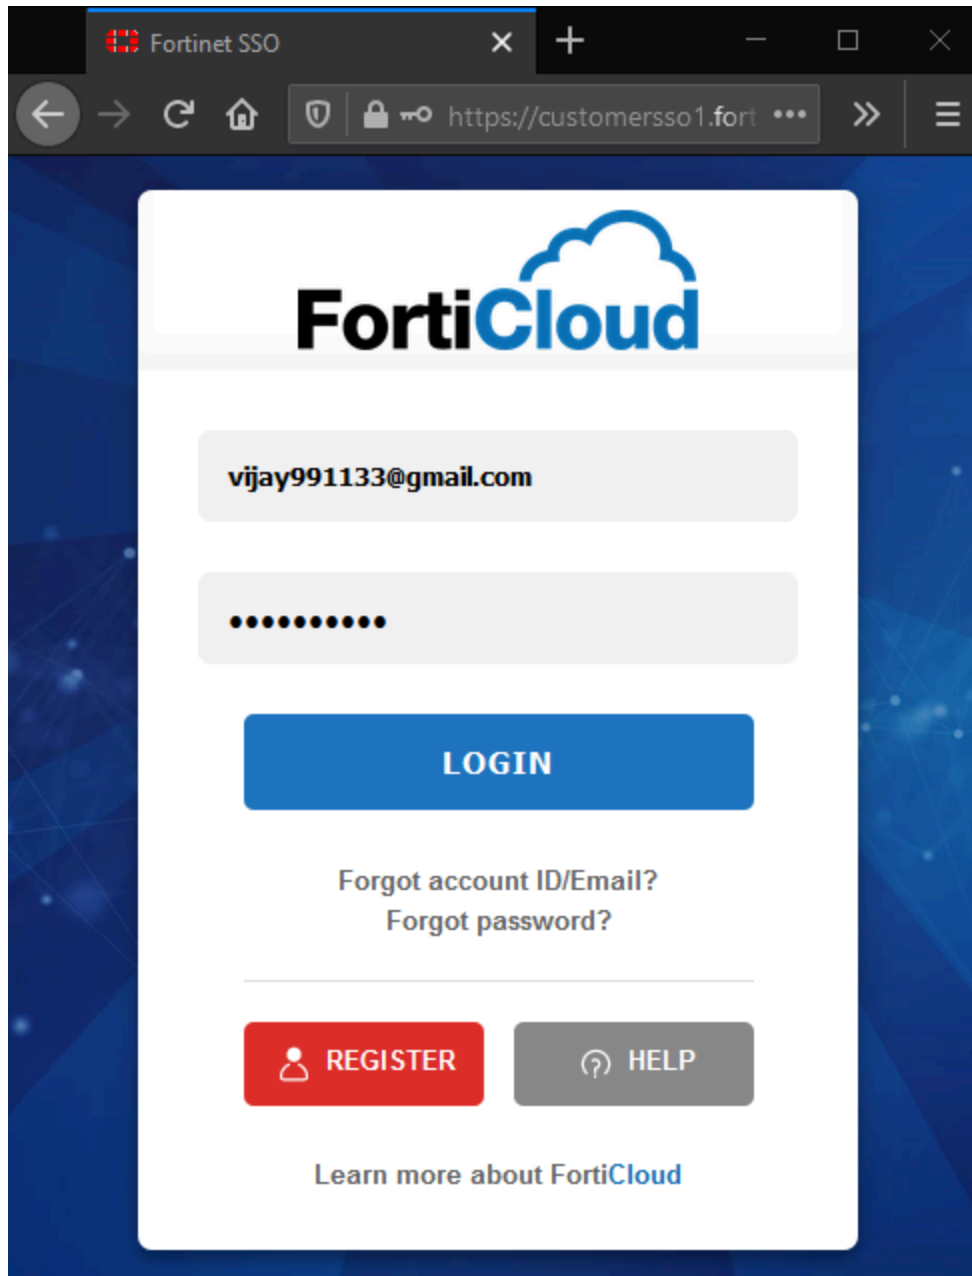 Fortinet SSO
https://customersso1.fort
FortiCloud
vijay991133@gmail.com
••••••••••
LOGIN
Forgot account ID/Email?
Forgot password?
REGISTER
HELP
Learn more about FortiCloud